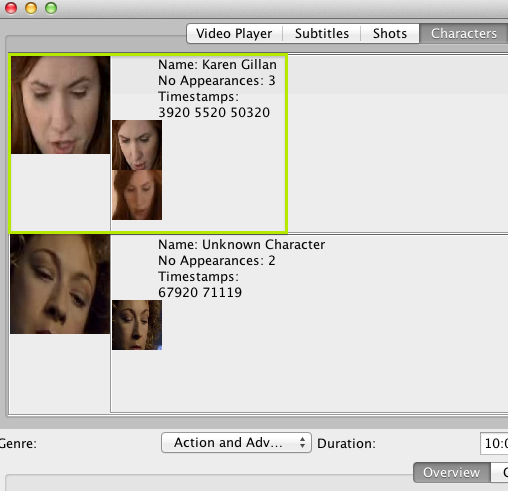 Video Player Subtitles Shots Characters
Name: Karen Gillan
No Appearances: 3
Timestamps:
3920 5520 50320
Name: Unknown Character
No Appearances: 2
Timestamps:
67920 71119
Genre: Action and Adv... Duration: 10:0
Overview